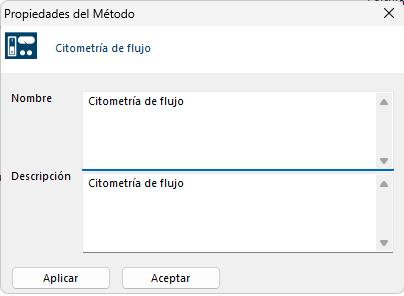 Propiedades del Método
Citometría de flujo
Nombre
Citometría de flujo
Descripción
Citometría de flujo
Aplicar
Aceptar